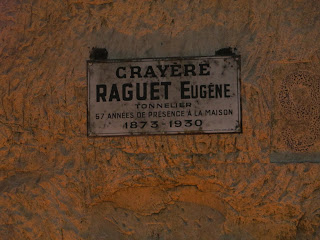 CRAYÈRE
RAGUET EUGÈNE
TONNELIER
57 ANNÉES DE PRÉSENCE A LA MAISON
1873-1930